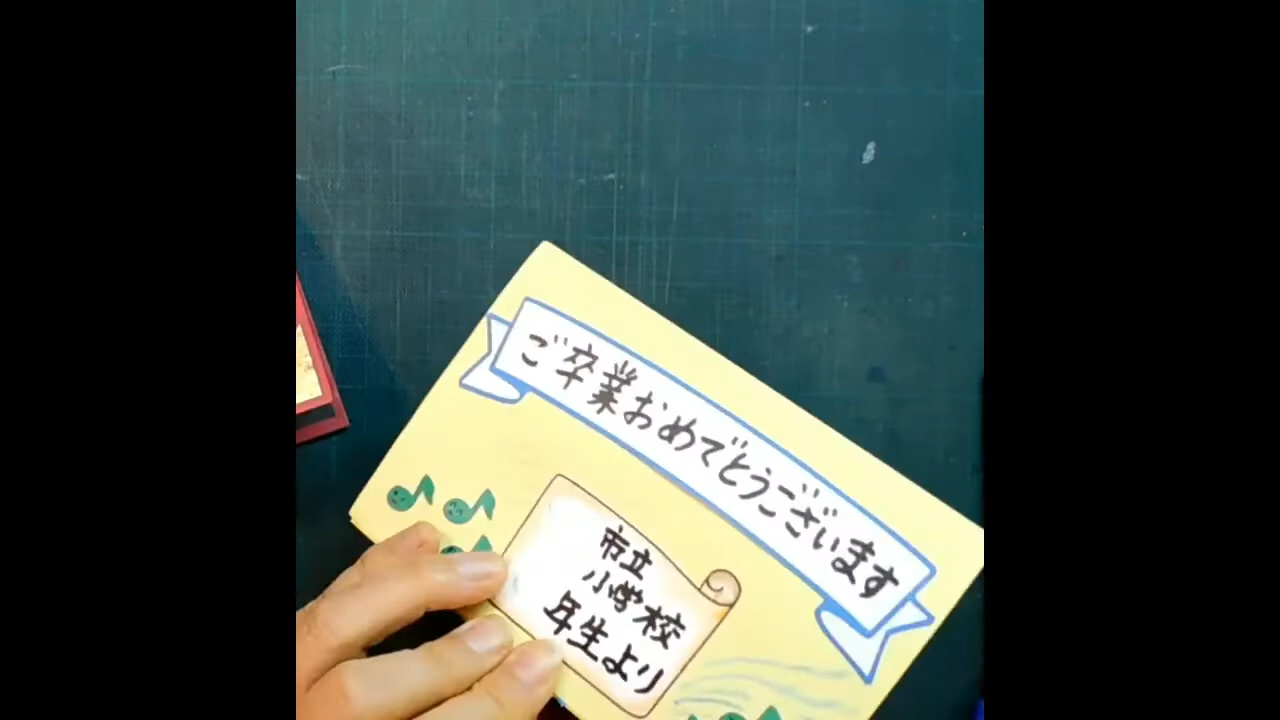 ご卒業おめでとうございます
市立
小学校
年生より